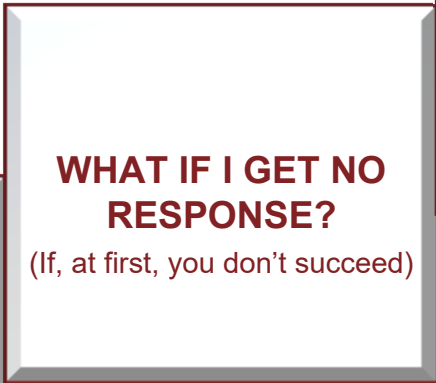 WHAT IF I GET NO
RESPONSE?
(If, at first, you don’t succeed)